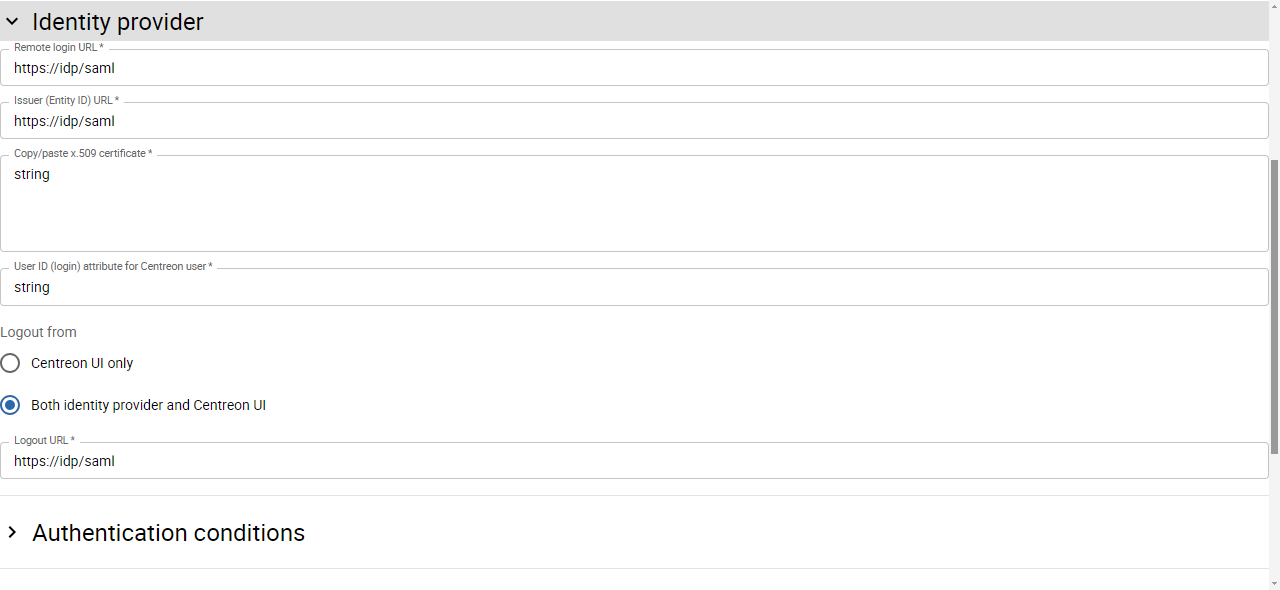 Identity provider
Remote login URL *
https://idp/saml
Issuer (Entity ID) URL *
https://idp/saml
Copy/paste x.509 certificate *
string
User ID (login) attribute for Centreon user *
string
Logout from
Centreon UI only
Both identity provider and Centreon UI
Logout URL *
https://idp/saml
Authentication conditions